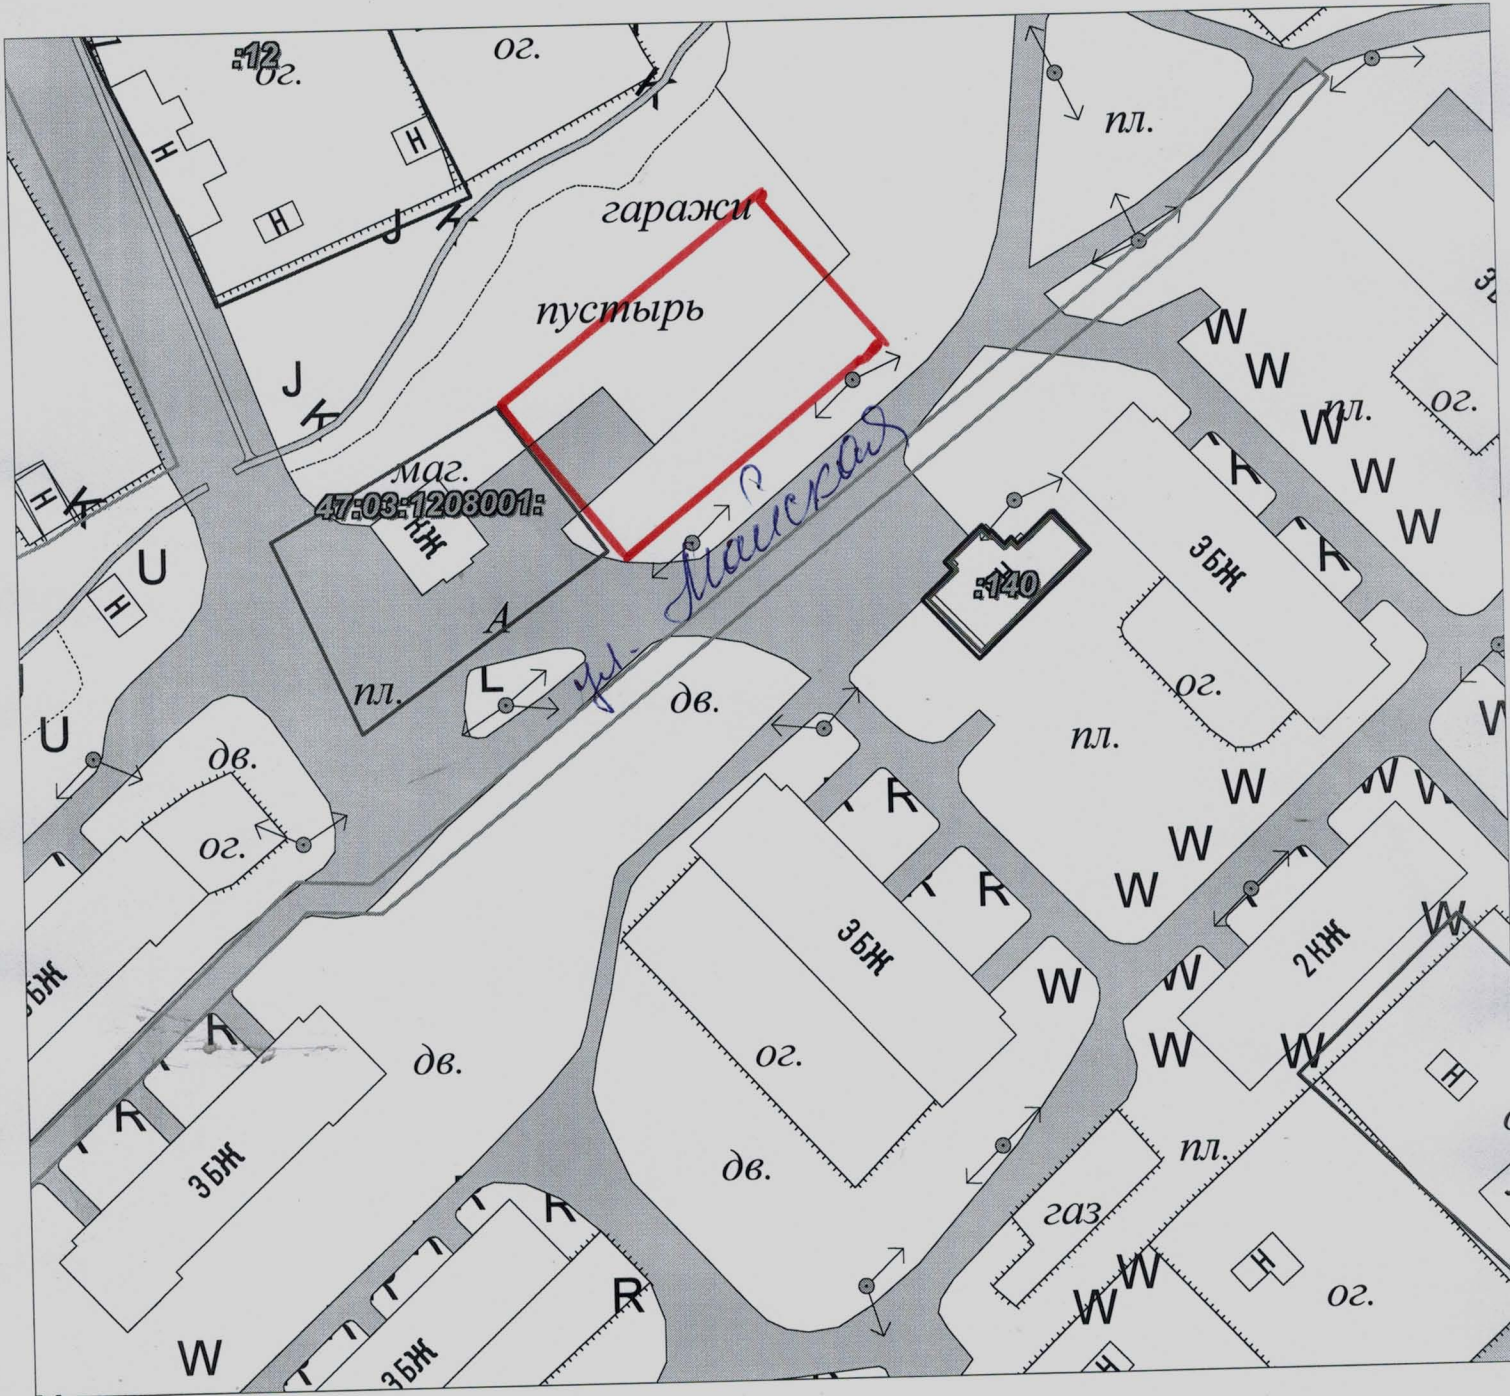 :12
ог.
ог.
пл.
Н
Н
Н
К
J
К
гаражи
пустырь
J
К
W
W
W
пл.
ог.
W
W
маг.
47:03:1208001:
КЖ
Н
К
U
Н
ул. Майская
R
R
3БЖ
:140
А
пл.
L
дв.
ог.
пл.
U
дв.
ог.
W
W
W
W
W
W
R
R
3БЖ
W
W
2КЖ
W
3БЖ
R
дв.
ог.
W
W
Н
R
3БЖ
дв.
пл.
газ
R
R
W
W
Н
ог.
W
3БЖ
Н